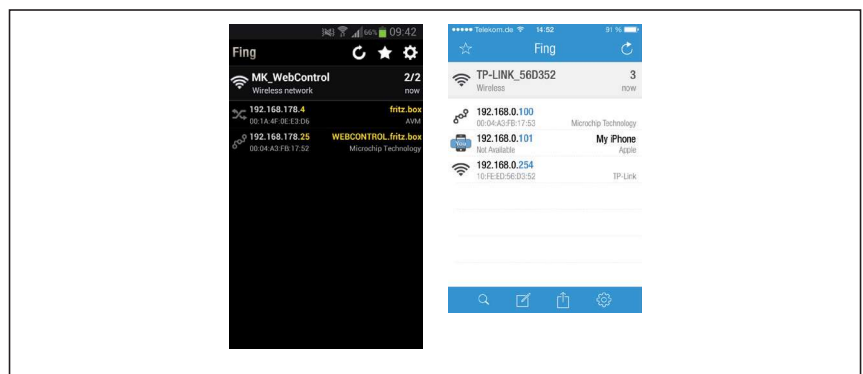 66% 09:42
Fing
MK_WebControl 2/2
Wireless network now
192.168.178.4 fritz.box
00:1A:4F:0E:E3:D6 AVM
192.168.178.25 WEBCONTROL.fritz.box
00:04:A3:FB:17:52 Microchip Technology
Telekom.de 14:52 91 %
Fing
TP-LINK_56D352 3
Wireless now
192.168.0.100
00:04:A3:FB:17:53 Microchip Technology
192.168.0.101 My iPhone
You
Not Available Apple
192.168.0.254
10:FE:ED:56:D3:52 TP-Link